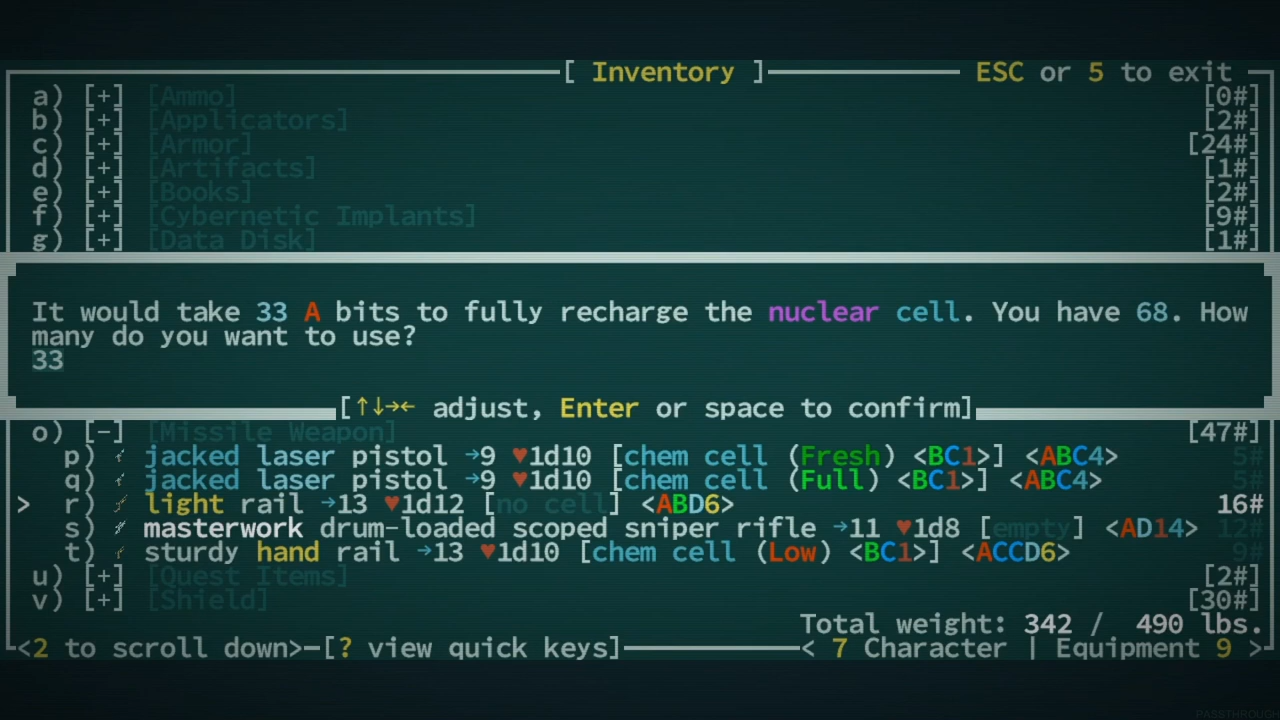 [ Inventory ] ESC or 5 to exit
a) [+] [Ammo] [0#]
b) [+] [Applicators] [2#]
c) [+] [Armor] [24#]
d) [+] [Artifacts] [1#]
e) [+] [Books] [2#]
f) [+] [Cybernetic Implants] [9#]
g) [+] [Data Disk] [1#]
It would take 33 A bits to fully recharge the nuclear cell. You have 68. How
many do you want to use?
33
[↑↓→← adjust, Enter or space to confirm]
o) [-] [Missile Weapon] [47#]
p) jacked laser pistol →9 ♥1d10 [chem cell (Fresh) <BC1>] <ABC4> 5#
q) jacked laser pistol →9 ♥1d10 [chem cell (Full) <BC1>] <ABC4> 5#
> r) light rail →13 ♥1d12 [no cell] <ABD6> 16#
s) masterwork drum-loaded scoped sniper rifle →11 ♥1d8 [empty] <AD14> 12#
t) sturdy hand rail →13 ♥1d10 [chem cell (Low) <BC1>] <ACCD6> 9#
u) [+] [Quest Items] [2#]
v) [+] [Shield] [30#]
Total weight: 342 / 490 lbs.
<2 to scroll down> [? view quick keys] < 7 Character | Equipment 9 >